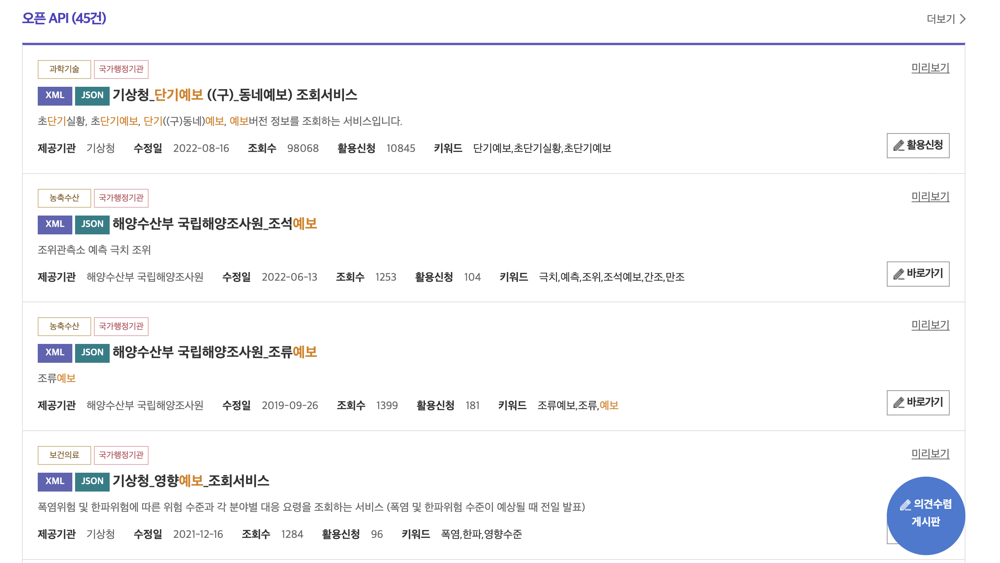 오픈 API (45건)
더보기
과학기술 국가행정기관
미리보기
XML JSON 기상청_단기예보 ((구)_동네예보) 조회서비스
초단기실황, 초단기예보, 단기((구)동네)예보, 예보버전 정보를 조회하는 서비스입니다.
제공기관 기상청 수정일 2022-08-16 조회수 98068 활용신청 10845 키워드 단기예보,초단기실황,초단기예보
활용신청
농축수산 국가행정기관
미리보기
XML JSON 해양수산부 국립해양조사원_조석예보
조위관측소 예측 극치 조위
제공기관 해양수산부 국립해양조사원 수정일 2022-06-13 조회수 1253 활용신청 104 키워드 극치,예측,조위,조석예보,간조,만조
바로가기
농축수산 국가행정기관
미리보기
XML JSON 해양수산부 국립해양조사원_조류예보
조류예보
제공기관 해양수산부 국립해양조사원 수정일 2019-09-26 조회수 1399 활용신청 181 키워드 조류예보,조류,예보
바로가기
보건의료 국가행정기관
미리보기
XML JSON 기상청_영향예보_조회서비스
폭염위험 및 한파위험에 따른 위험 수준과 각 분야별 대응 요령을 조회하는 서비스 (폭염 및 한파위험 수준이 예상될 때 전일 발표)
제공기관 기상청 수정일 2021-12-16 조회수 1284 활용신청 96 키워드 폭염,한파,영향수준
의견수렴
게시판